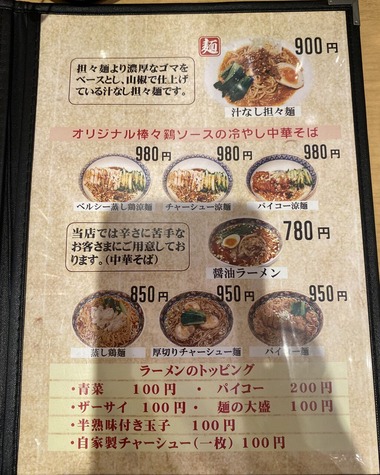 麺
900円
担々麺より濃厚なゴマを
ベースとし、山椒で仕上げ
ている汁なし担々麺です。
汁なし担々麺
オリジナル棒々鶏ソースの冷やし中華そば
980円
980円
980円
ベルシー蒸し鶏涼麺
チャーシュー涼麺
パイコー涼麺
当店では辛さに苦手な
お客さまにご用意してお
ります。(中華そば)
780円
醤油ラーメン
850円
950円
950円
蒸し鶏麺
厚切りチャーシュー麺
パイコー麺
ラーメンのトッピング
・青菜 100円 ・ パイコー 200円
・ザーサイ 100円 ・ 麺の大盛 100円
・半熟味付き玉子 100円
・自家製チャーシュー(一枚) 100円